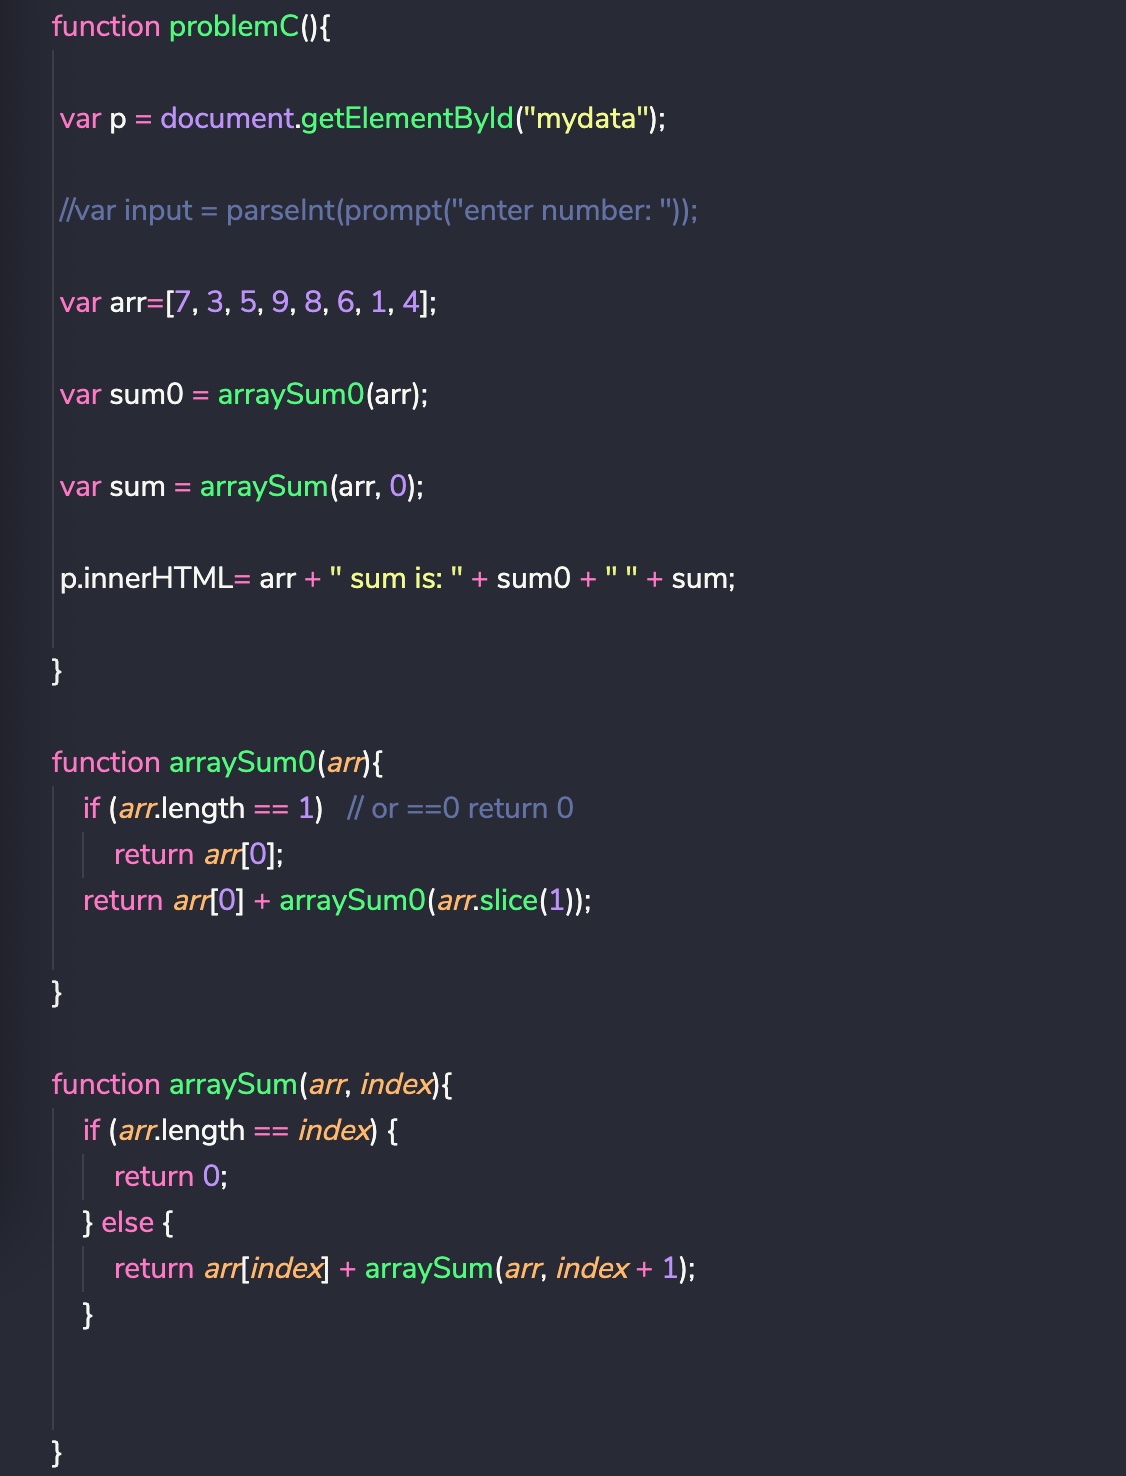 function problemC(){
var p = document.getElementById("mydata");
//var input = parseInt(prompt("enter number: "));
var arr=[7, 3, 5, 9, 8, 6, 1, 4];
var sum0 = arraySum0(arr);
var sum = arraySum(arr, 0);
p.innerHTML= arr + " sum is: " + sum0 + " " + sum;
}
function arraySum0(arr){
if (arr.length == 1) // or ==0 return 0
return arr[0];
return arr[0] + arraySum0(arr.slice(1));
}
function arraySum(arr, index){
if (arr.length == index) {
return 0;
} else {
return arr[index] + arraySum(arr, index + 1);
}
}